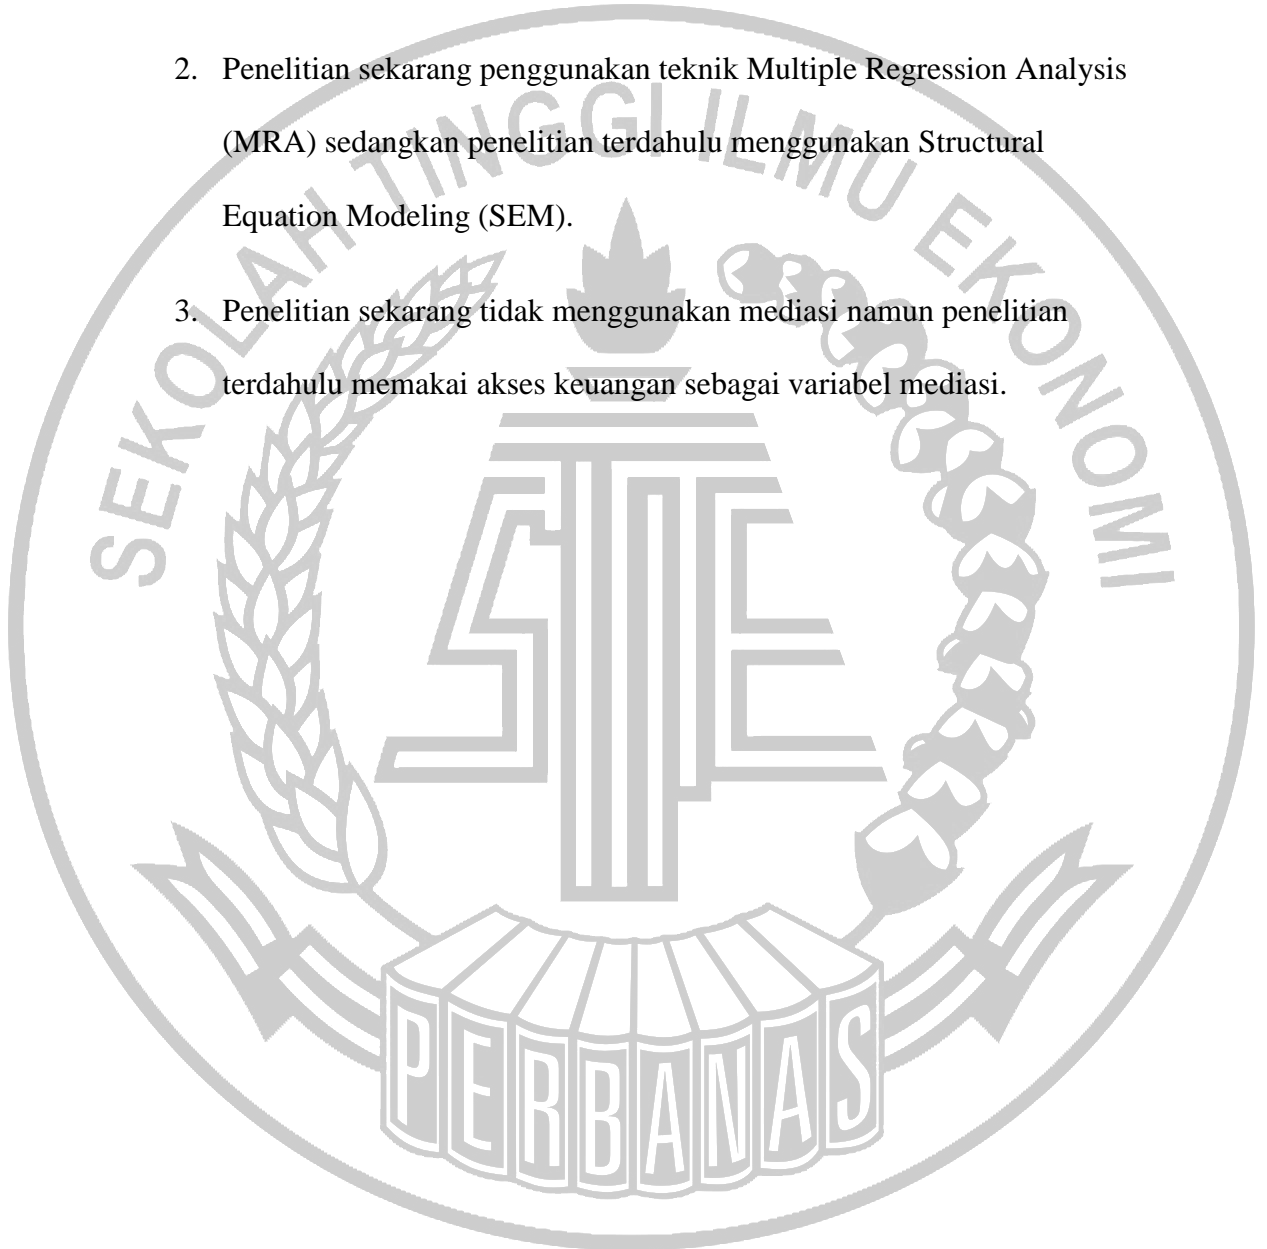 2. Penelitian sekarang penggunakan teknik Multiple Regression Analysis
(MRA) sedangkan penelitian terdahulu menggunakan Structural
Equation Modeling (SEM).
3. Penelitian sekarang tidak menggunakan mediasi namun penelitian
terdahulu memakai akses keuangan sebagai variabel mediasi.
SEKOLAH TINGGI ILMU EKONOMI
STIE
PERBANAS